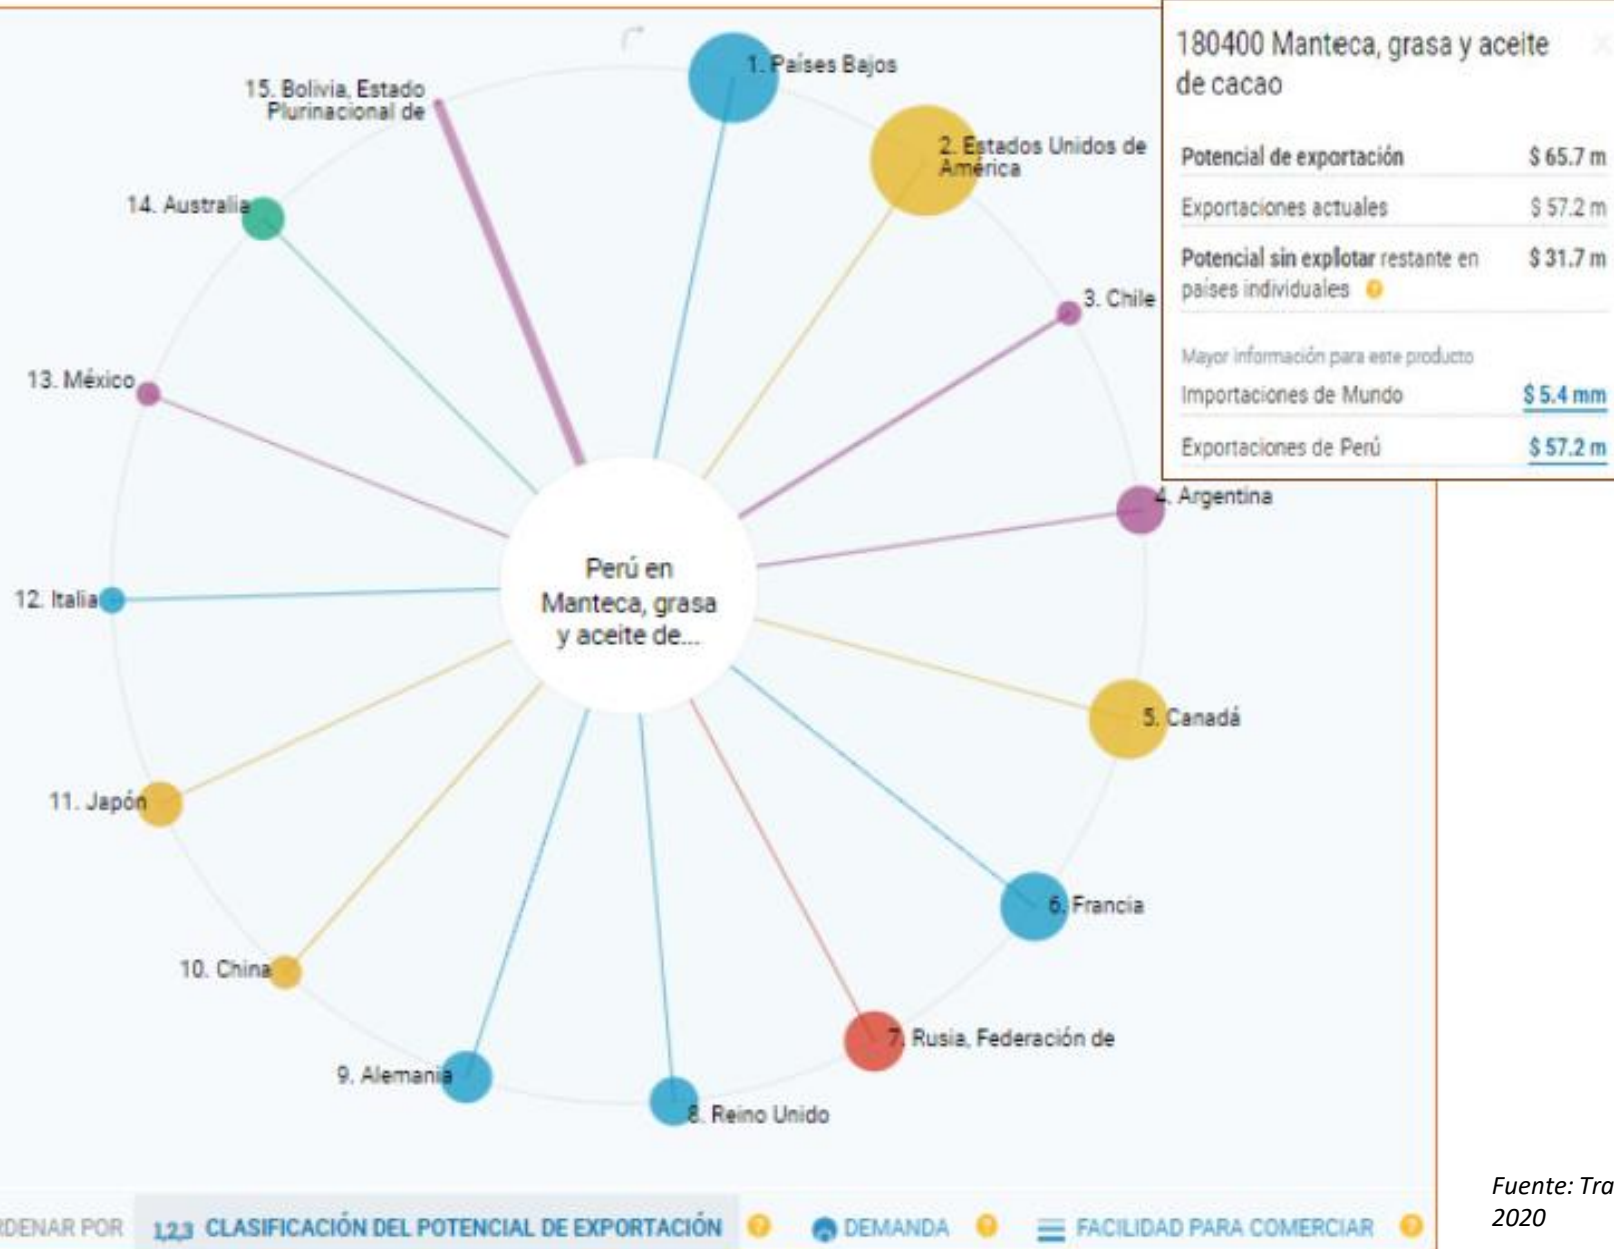 180400 Manteca, grasa y aceite
de cacao
Potencial de exportación $ 65.7 m
Exportaciones actuales $ 57.2 m
Potencial sin explotar restante en $ 31.7 m
países individuales ?
Mayor información para este producto
Importaciones de Mundo $ 5.4 mm
Exportaciones de Perú $ 57.2 m
1. Países Bajos
2. Estados Unidos de
América
3. Chile
4. Argentina
5. Canadá
6. Francia
7. Rusia, Federación de
8. Reino Unido
9. Alemania
10. China
11. Japón
12. Italia
13. México
14. Australia
15. Bolivia, Estado
Plurinacional de
Perú en
Manteca, grasa
y aceite de...
RDENAR POR 1,2,3 CLASIFICACIÓN DEL POTENCIAL DE EXPORTACIÓN ? DEMANDA ? FACILIDAD PARA COMERCIAR ?
Fuente: Tra
2020